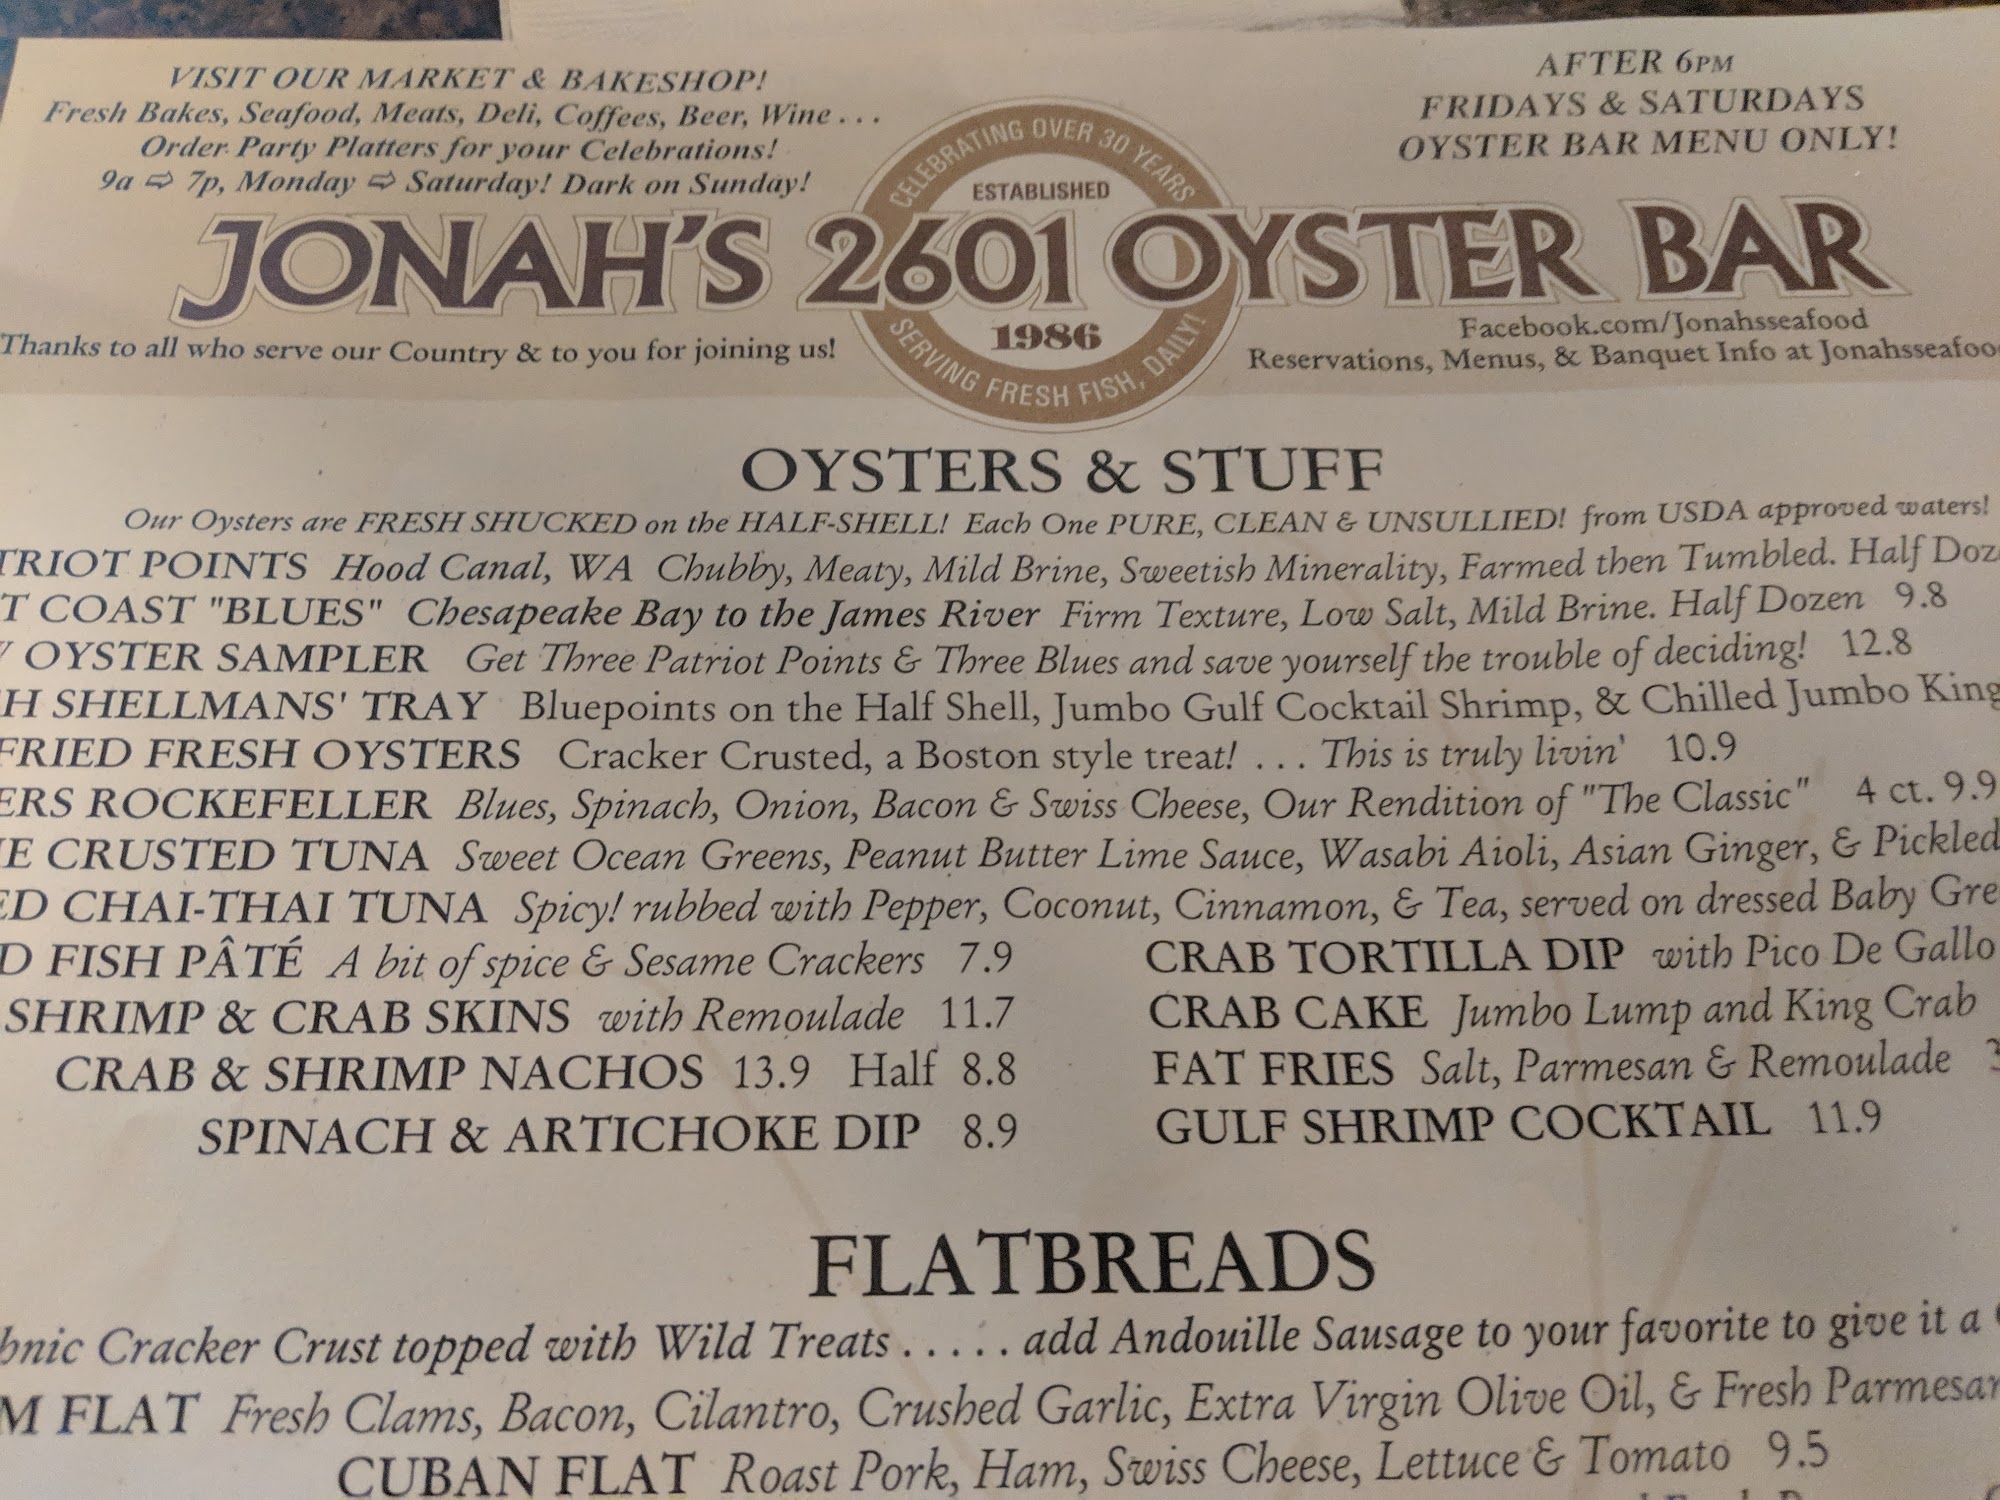 VISIT OUR MARKET & BAKESHOP!
Fresh Bakes, Seafood, Meats, Deli, Coffees, Beer, Wine . . .
Order Party Platters for your Celebrations!
9a ⇨ 7p, Monday ⇨ Saturday! Dark on Sunday!
AFTER 6PM
FRIDAYS & SATURDAYS
OYSTER BAR MENU ONLY!
CELEBRATING OVER 30 YEARS
ESTABLISHED
JONAH'S 2601 OYSTER BAR
1986
SERVING FRESH FISH, DAILY!
Thanks to all who serve our Country & to you for joining us!
Facebook.com/Jonahsseafood
Reservations, Menus, & Banquet Info at Jonahsseafoo
OYSTERS & STUFF
Our Oysters are FRESH SHUCKED on the HALF-SHELL! Each One PURE, CLEAN & UNSULLIED! from USDA approved waters!
TRIOT POINTS Hood Canal, WA Chubby, Meaty, Mild Brine, Sweetish Minerality, Farmed then Tumbled. Half Doz
T COAST "BLUES" Chesapeake Bay to the James River Firm Texture, Low Salt, Mild Brine. Half Dozen 9.8
OYSTER SAMPLER Get Three Patriot Points & Three Blues and save yourself the trouble of deciding! 12.8
H SHELLMANS' TRAY Bluepoints on the Half Shell, Jumbo Gulf Cocktail Shrimp, & Chilled Jumbo King
FRIED FRESH OYSTERS Cracker Crusted, a Boston style treat! . . . This is truly livin' 10.9
ERS ROCKEFELLER Blues, Spinach, Onion, Bacon & Swiss Cheese, Our Rendition of "The Classic" 4 ct. 9.9
E CRUSTED TUNA Sweet Ocean Greens, Peanut Butter Lime Sauce, Wasabi Aioli, Asian Ginger, & Pickled
ED CHAI-THAI TUNA Spicy! rubbed with Pepper, Coconut, Cinnamon, & Tea, served on dressed Baby Gre
D FISH PÂTÉ A bit of spice & Sesame Crackers 7.9
CRAB TORTILLA DIP with Pico De Gallo
SHRIMP & CRAB SKINS with Remoulade 11.7
CRAB CAKE Jumbo Lump and King Crab
CRAB & SHRIMP NACHOS 13.9 Half 8.8
FAT FRIES Salt, Parmesan & Remoulade
SPINACH & ARTICHOKE DIP 8.9
GULF SHRIMP COCKTAIL 11.9
FLATBREADS
hnic Cracker Crust topped with Wild Treats . . . . . add Andouille Sausage to your favorite to give it a
M FLAT Fresh Clams, Bacon, Cilantro, Crushed Garlic, Extra Virgin Olive Oil, & Fresh Parmesan
CUBAN FLAT Roast Pork, Ham, Swiss Cheese, Lettuce & Tomato 9.5